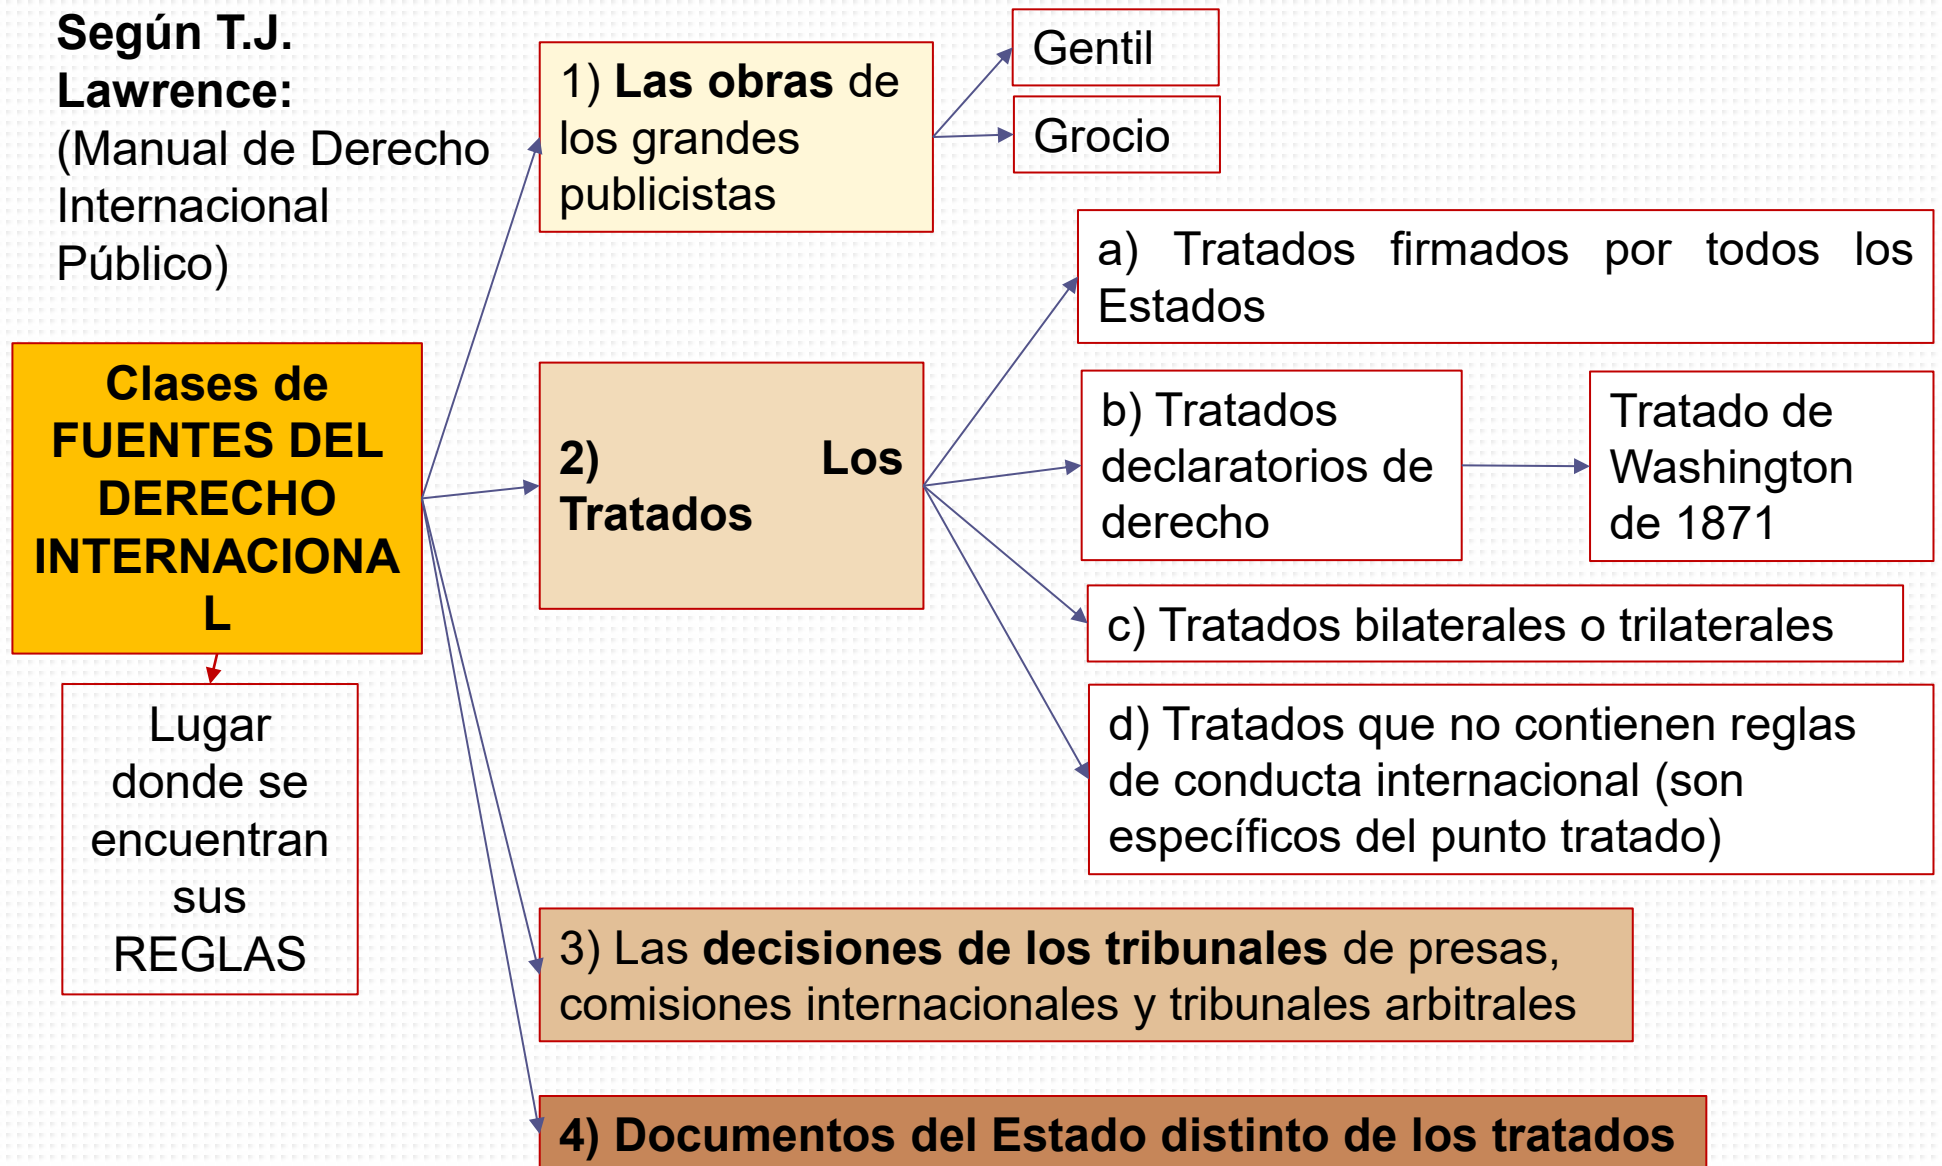 Según T.J.
Lawrence:
(Manual de Derecho
Internacional
Público)
Clases de
FUENTES DEL
DERECHO
INTERNACIONA
L
Lugar
donde se
encuentran
sus
REGLAS
1) Las obras de
los grandes
publicistas
Gentil
Grocio
2) Los
Tratados
a) Tratados firmados por todos los
Estados
b) Tratados
declaratorios de
derecho
Tratado de
Washington
de 1871
c) Tratados bilaterales o trilaterales
d) Tratados que no contienen reglas
de conducta internacional (son
específicos del punto tratado)
3) Las decisiones de los tribunales de presas,
comisiones internacionales y tribunales arbitrales
4) Documentos del Estado distinto de los tratados